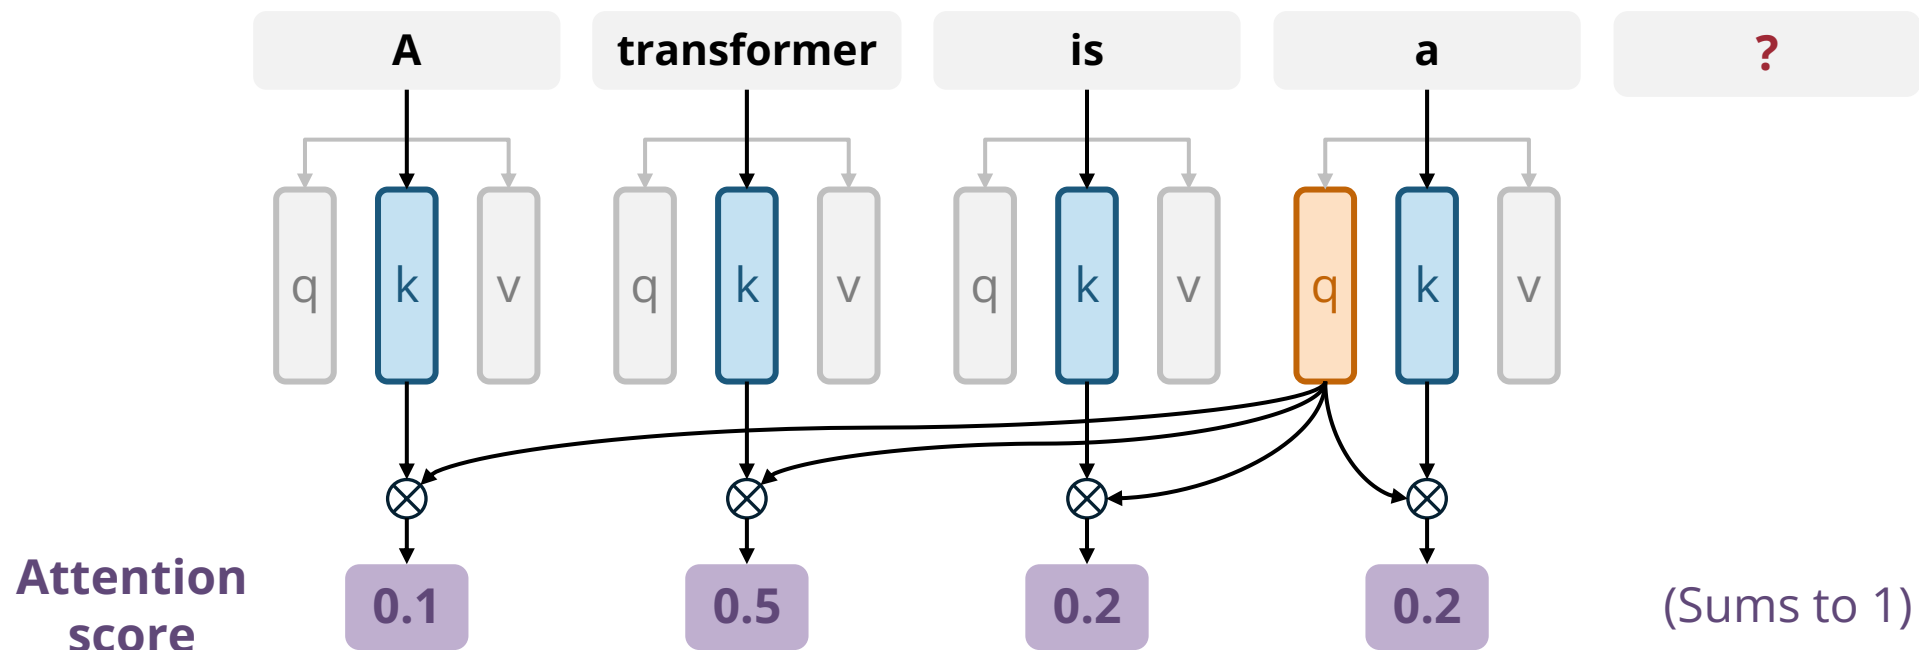 A transformer is a ?
q k v q k v q k v q k v
Attention
score
0.1 0.5 0.2 0.2 (Sums to 1)